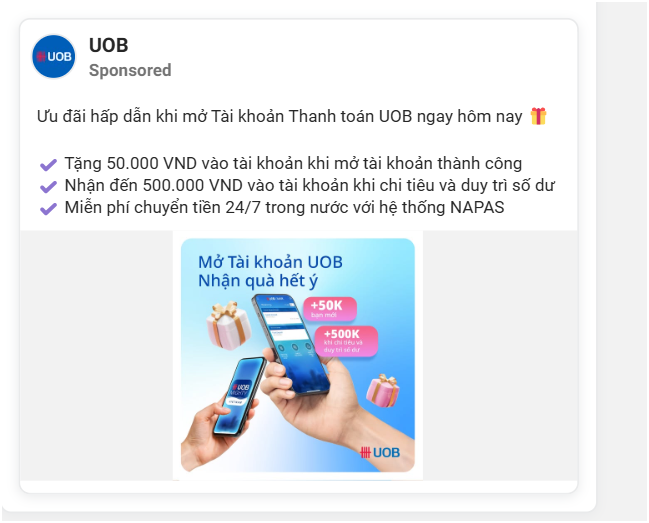 UOB
UOB
Sponsored
Ưu đãi hấp dẫn khi mở Tài khoản Thanh toán UOB ngay hôm nay 🎁
Tặng 50.000 VND vào tài khoản khi mở tài khoản thành công
Nhận đến 500.000 VND vào tài khoản khi chi tiêu và duy trì số dư
Miễn phí chuyển tiền 24/7 trong nước với hệ thống NAPAS
Mở Tài khoản UOB
Nhận quà hết ý
+50K
bạn mới
+500K
khi chi tiêu và
duy trì số dư
UOB
UOB